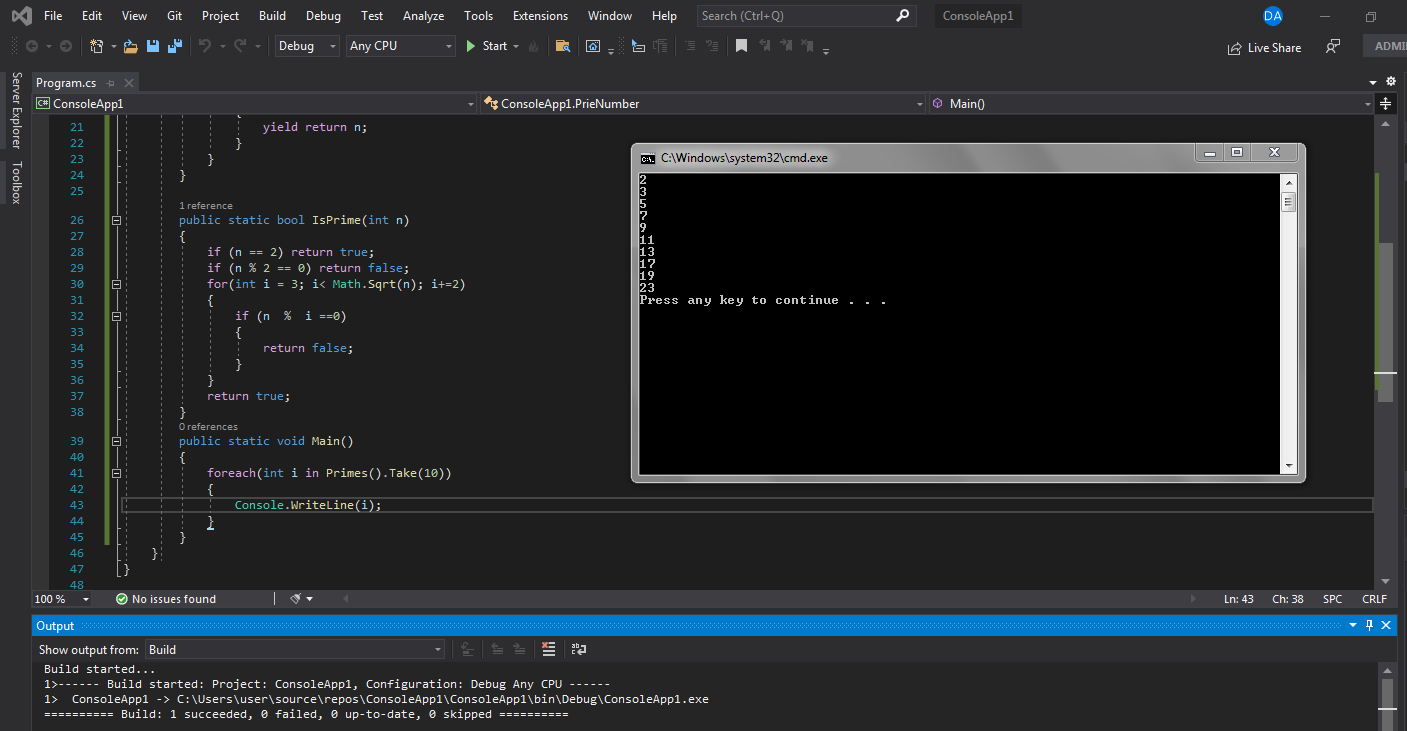 File Edit View Git Project Build Debug Test Analyze Tools Extensions Window Help Search (Ctrl+Q) ConsoleApp1 DA
Debug Any CPU Start Live Share ADMI
Server Explorer
Toolbox
Program.cs
C# ConsoleApp1 ConsoleApp1.PrieNumber Main()
21 yield return n;
22 }
23 }
24 }
25
1 reference
26 public static bool IsPrime(int n)
27 {
28 if (n == 2) return true;
29 if (n % 2 == 0) return false;
30 for(int i = 3; i< Math.Sqrt(n); i+=2)
31 {
32 if (n  %  i ==0)
33 {
34 return false;
35 }
36 }
37 return true;
38 }
0 references
39 public static void Main()
40 {
41 foreach(int i in Primes().Take(10))
42 {
43 Console.WriteLine(i);
44 }
45 }
46 }
47 }
48
C:\Windows\system32\cmd.exe
2
3
5
7
9
11
13
17
19
23
Press any key to continue . . .
100 % No issues found Ln: 43 Ch: 38 SPC CRLF
Output
Show output from: Build
Build started...
1>------ Build started: Project: ConsoleApp1, Configuration: Debug Any CPU ------
1>  ConsoleApp1 -> C:\Users\user\source\repos\ConsoleApp1\ConsoleApp1\bin\Debug\ConsoleApp1.exe
========== Build: 1 succeeded, 0 failed, 0 up-to-date, 0 skipped ==========